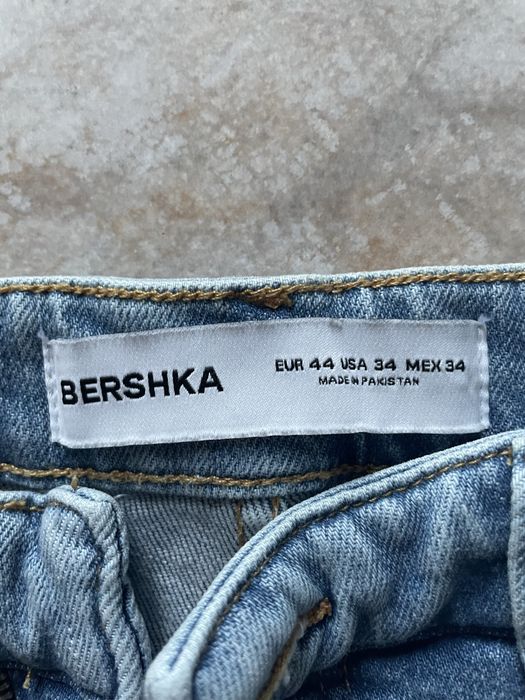 BERSHKA
EUR 44 USA 34 MEX 34
MADE IN PAKISTAN